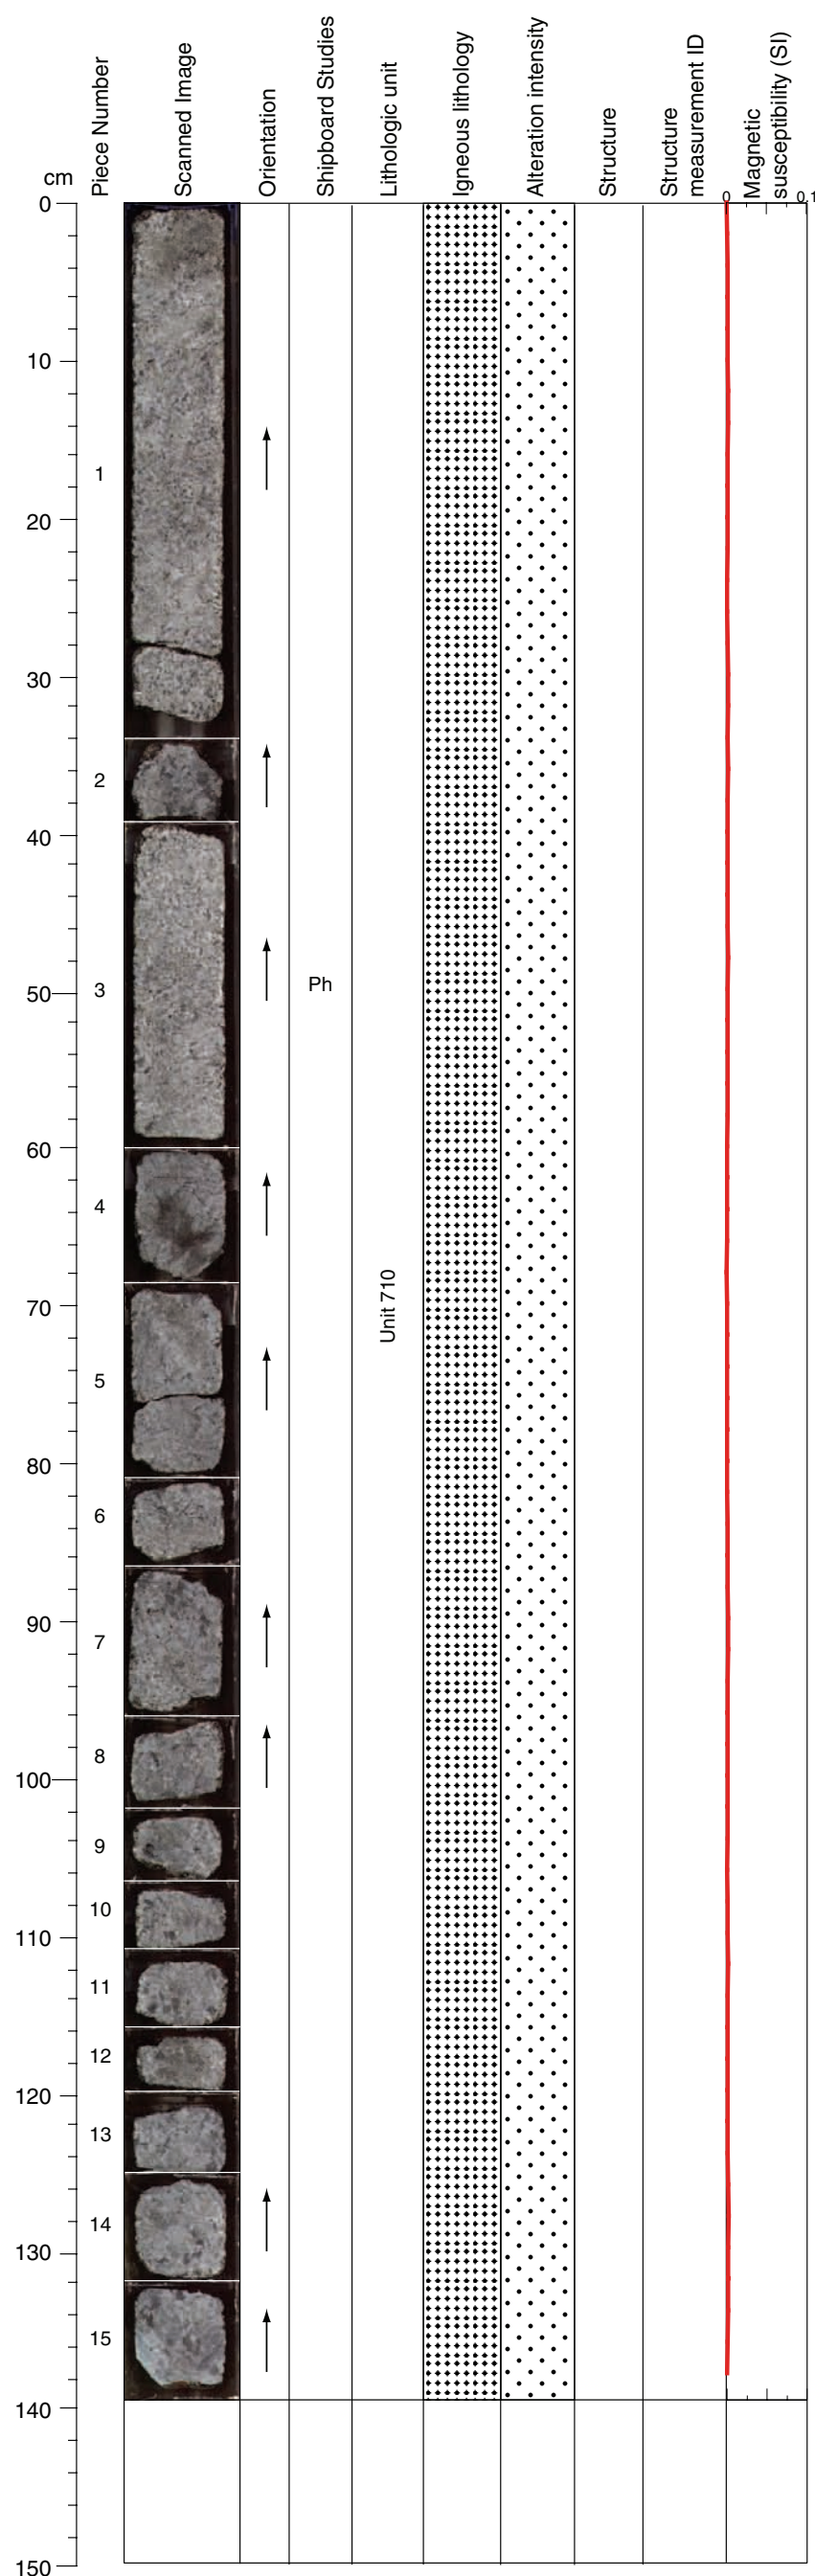 cm
Piece Number
Scanned Image
Orientation
Shipboard Studies
Lithologic unit
Igneous lithology
Alteration intensity
Structure
Structure
measurement ID
Magnetic
susceptibility (SI)
0
0.1
0
10
1
20
30
2
40
3
Ph
50
60
4
Unit 710
70
5
80
6
90
7
8
100
9
10
110
11
12
120
13
14
130
15
140
150